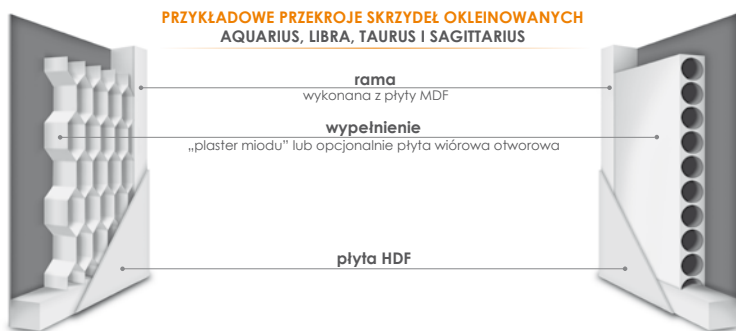 PRZYKŁADOWE PRZEKROJE SKRZYDEŁ OKLEINOWANYCH
AQUARIUS, LIBRA, TAURUS I SAGITTARIUS
rama
wykonana z płyty MDF
wypełnienie
„plaster miodu” lub opcjonalnie płyta wiórowa otworowa
płyta HDF